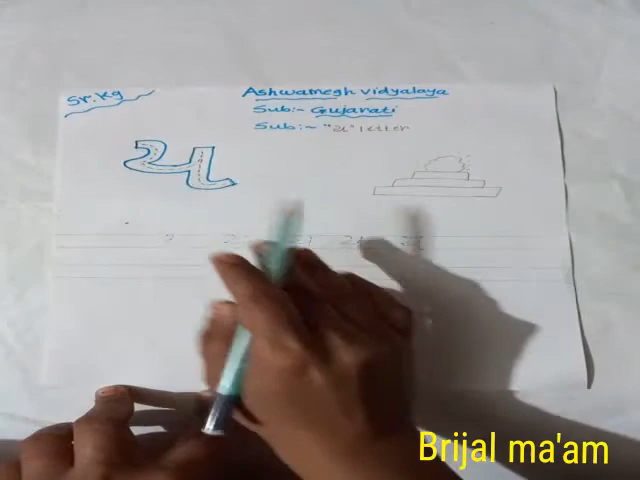 Sr.kg
Ashwamegh vidyalaya
Sub:- Gujarati
Sub:- "ય" letter
ય
Brijal ma'am